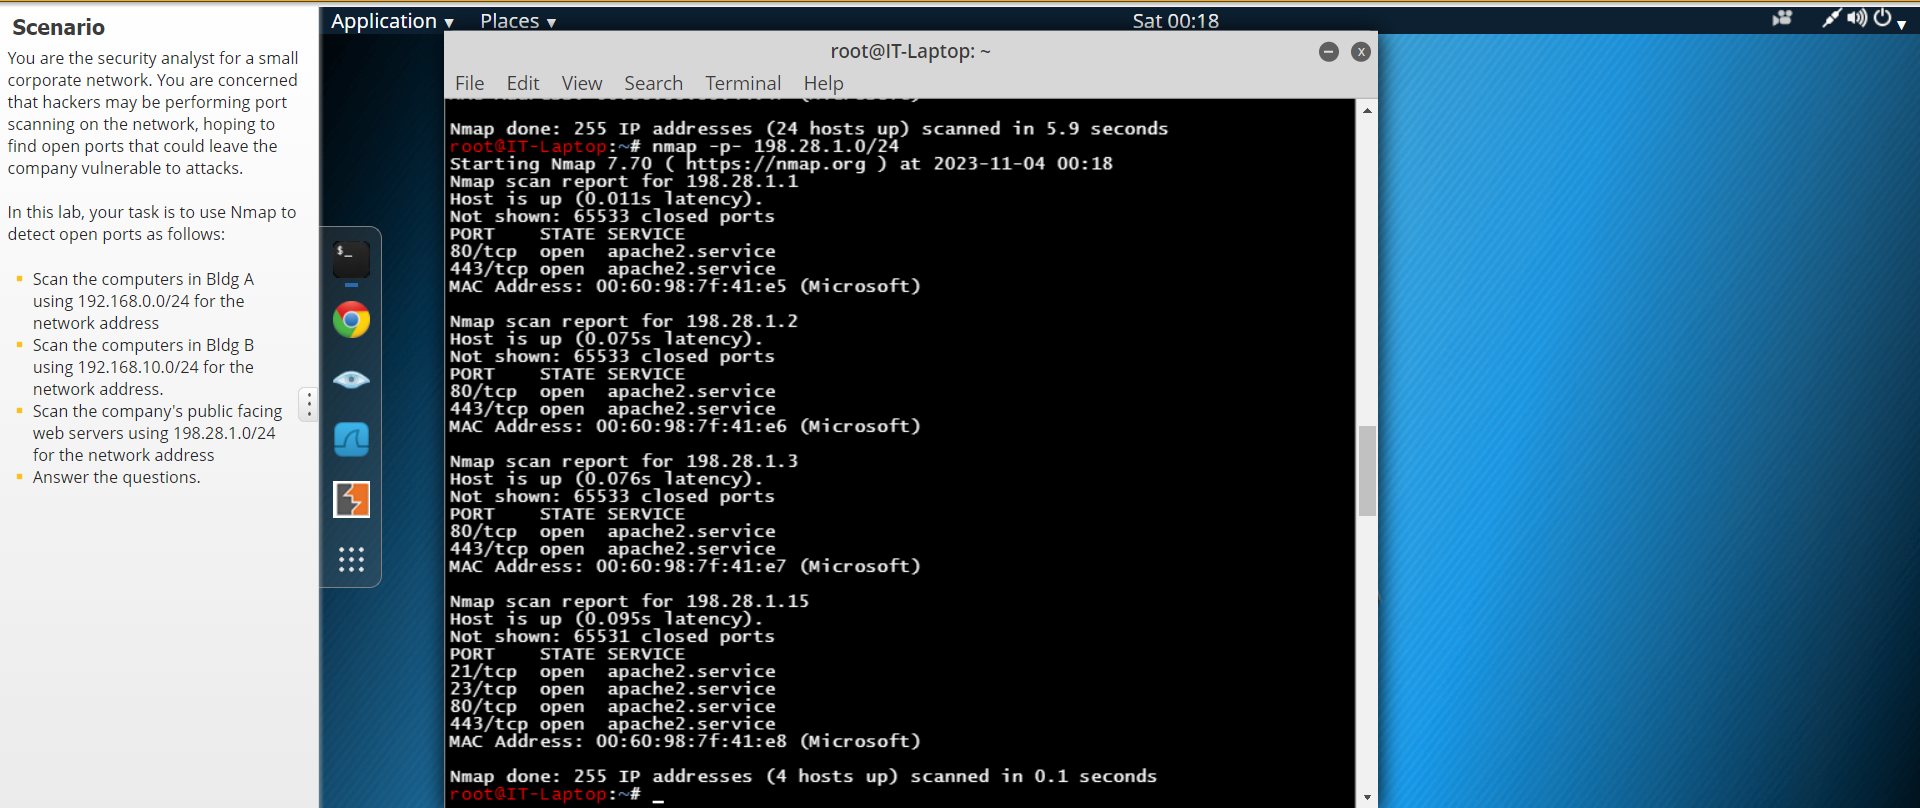 Scenario
You are the security analyst for a small
corporate network. You are concerned
that hackers may be performing port
scanning on the network, hoping to
find open ports that could leave the
company vulnerable to attacks.
In this lab, your task is to use Nmap to
detect open ports as follows:
Scan the computers in Bldg A
using 192.168.0.0/24 for the
network address
Scan the computers in Bldg B
using 192.168.10.0/24 for the
network address.
Scan the company's public facing
web servers using 198.28.1.0/24
for the network address
Answer the questions.
Application ▾ Places ▾ Sat 00:18
root@IT-Laptop: ~
File Edit View Search Terminal Help
Nmap done: 255 IP addresses (24 hosts up) scanned in 5.9 seconds
root@IT-Laptop:~# nmap -p- 198.28.1.0/24
Starting Nmap 7.70 ( https://nmap.org ) at 2023-11-04 00:18
Nmap scan report for 198.28.1.1
Host is up (0.011s latency).
Not shown: 65533 closed ports
PORT STATE SERVICE
80/tcp open apache2.service
443/tcp open apache2.service
MAC Address: 00:60:98:7f:41:e5 (Microsoft)
Nmap scan report for 198.28.1.2
Host is up (0.075s latency).
Not shown: 65533 closed ports
PORT STATE SERVICE
80/tcp open apache2.service
443/tcp open apache2.service
MAC Address: 00:60:98:7f:41:e6 (Microsoft)
Nmap scan report for 198.28.1.3
Host is up (0.076s latency).
Not shown: 65533 closed ports
PORT STATE SERVICE
80/tcp open apache2.service
443/tcp open apache2.service
MAC Address: 00:60:98:7f:41:e7 (Microsoft)
Nmap scan report for 198.28.1.15
Host is up (0.095s latency).
Not shown: 65531 closed ports
PORT STATE SERVICE
21/tcp open apache2.service
23/tcp open apache2.service
80/tcp open apache2.service
443/tcp open apache2.service
MAC Address: 00:60:98:7f:41:e8 (Microsoft)
Nmap done: 255 IP addresses (4 hosts up) scanned in 0.1 seconds
root@IT-Laptop:~# _